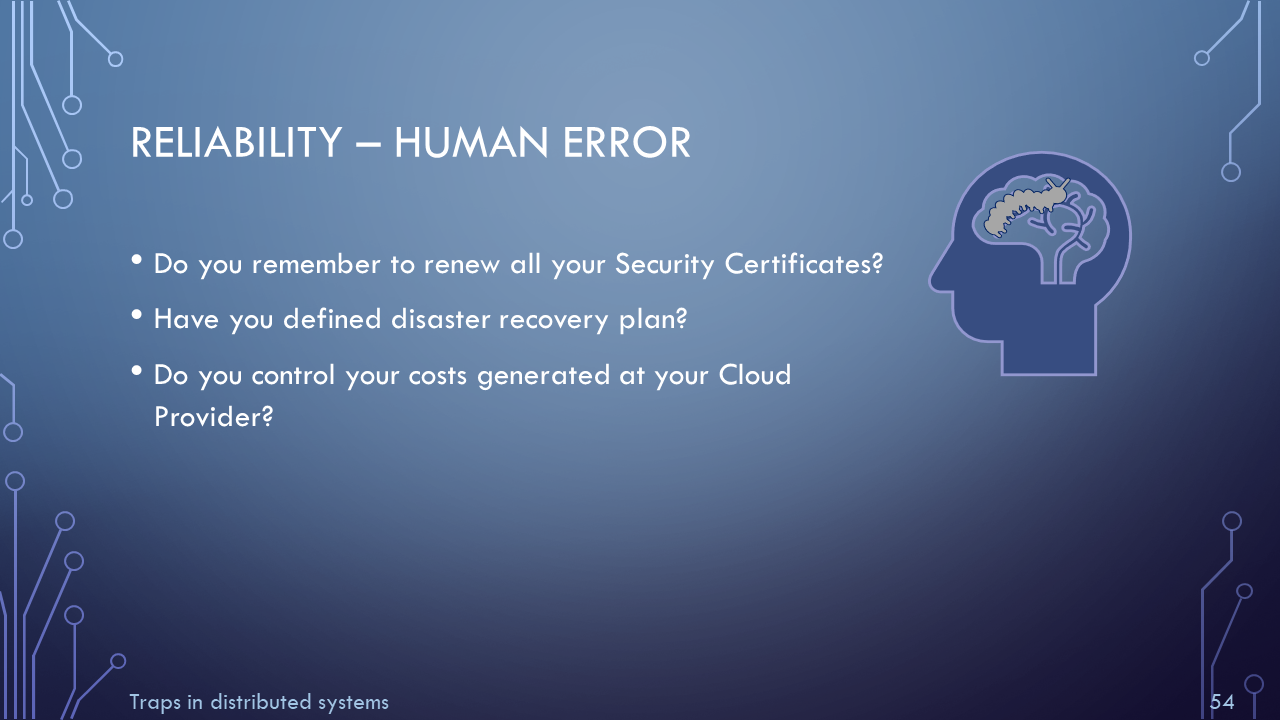 RELIABILITY – HUMAN ERROR
• Do you remember to renew all your Security Certificates?
• Have you defined disaster recovery plan?
• Do you control your costs generated at your Cloud
Provider?
Traps in distributed systems
54